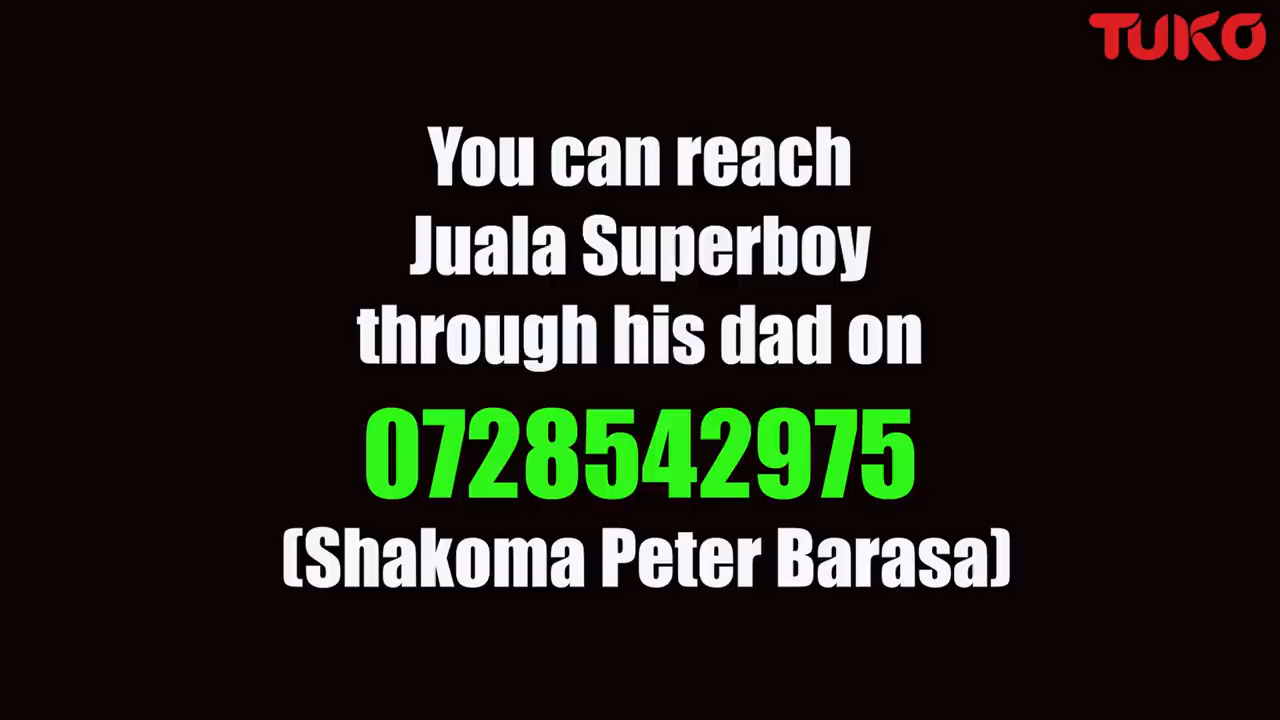 TUKO
You can reach
Juala Superboy
through his dad on
0728542975
(Shakoma Peter Barasa)